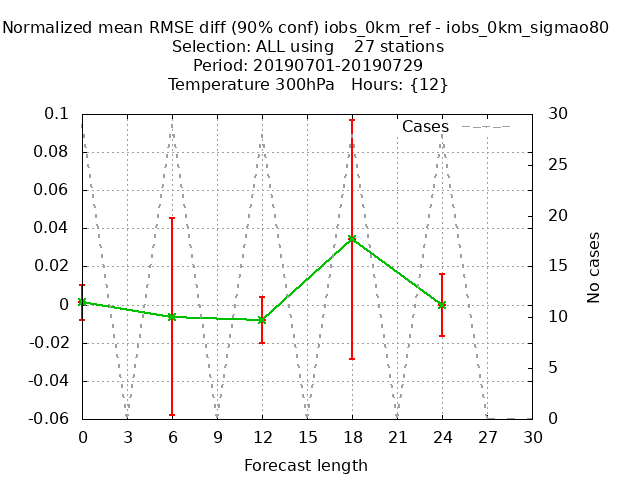 Normalized mean RMSE diff (90% conf) iobs_0km_ref - iobs_0km_sigmao80
Selection: ALL using    27 stations
Period: 20190701-20190729
Temperature 300hPa   Hours: {12}
Cases
0.1
0.08
0.06
0.04
0.02
0
-0.02
-0.04
-0.06
30
25
20
15
10
5
0
No cases
0 3 6 9 12 15 18 21 24 27 30
Forecast length